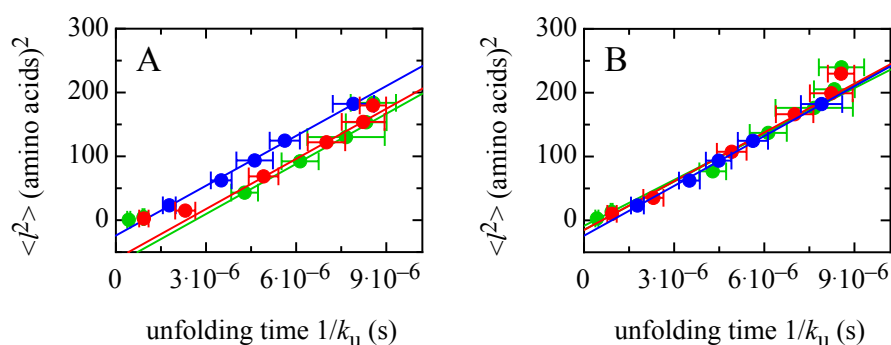 300
200
100
0
<l²> (amino acids)²
A
0
3·10⁻⁶
6·10⁻⁶
9·10⁻⁶
unfolding time 1/kᵤ (s)
300
200
100
0
<l²> (amino acids)²
B
0
3·10⁻⁶
6·10⁻⁶
9·10⁻⁶
unfolding time 1/kᵤ (s)